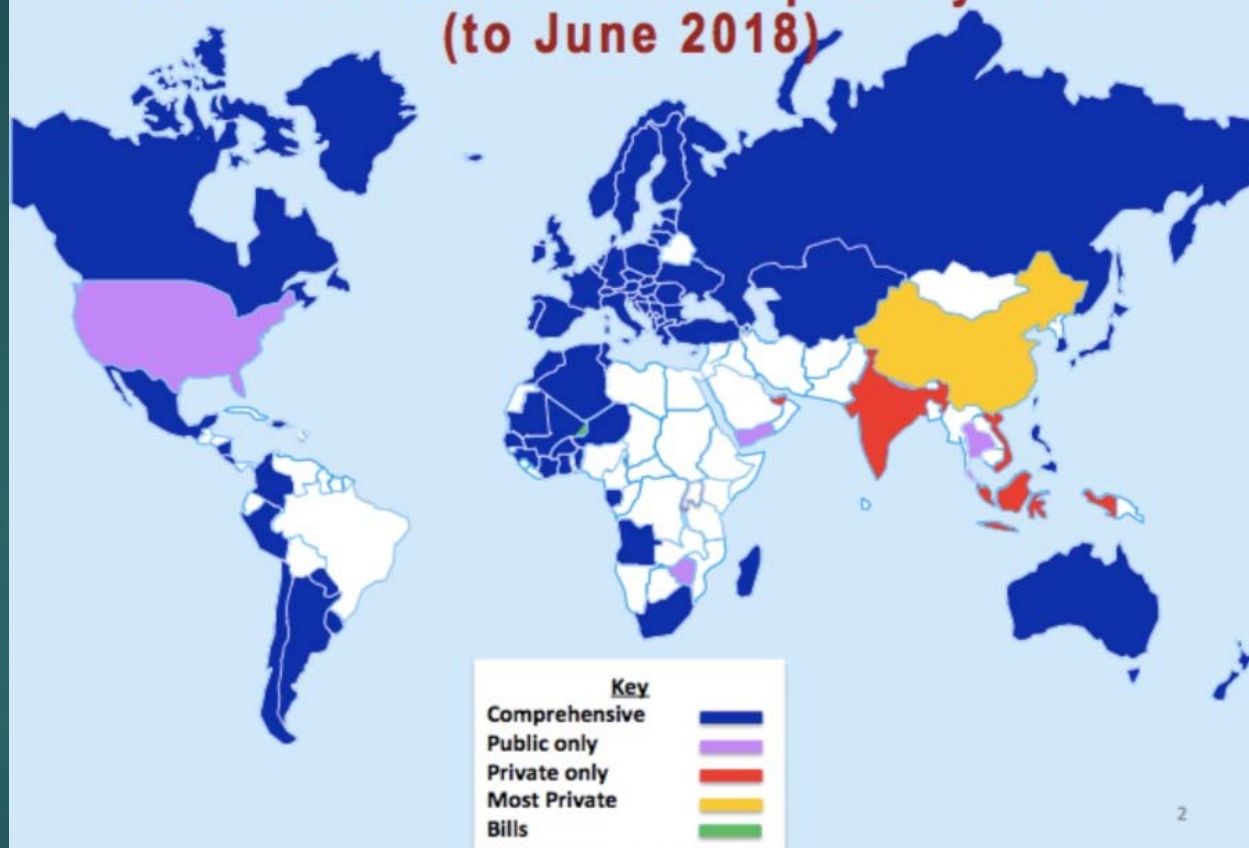 (to June 2018)
Key
Comprehensive
Public only
Private only
Most Private
Bills
2